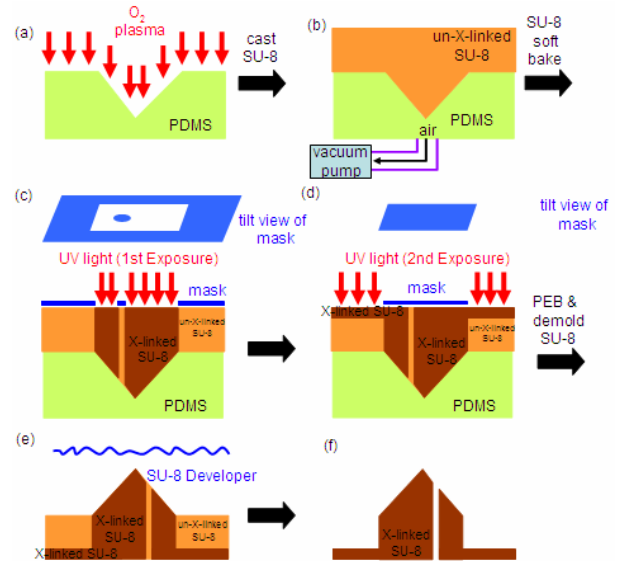 (a)
O2
plasma
cast
SU-8
PDMS
(b)
un-X-linked
SU-8
SU-8
soft
bake
air
PDMS
vacuum
pump
(c)
tilt view of
mask
UV light (1st Exposure)
mask
X-linked
SU-8
un-X-linked
SU-8
PDMS
(d)
tilt view of
mask
UV light (2nd Exposure)
mask
X-linked SU-8
X-linked
SU-8
un-X-linked
SU-8
PDMS
PEB &
demold
SU-8
(e)
SU-8 Developer
X-linked
SU-8
un-X-linked
SU-8
X-linked SU-8
(f)
X-linked
SU-8